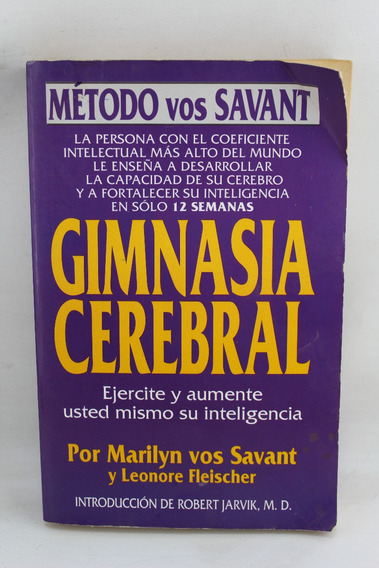 MÉTODO vos SAVANT
LA PERSONA CON EL COEFICIENTE
INTELECTUAL MÁS ALTO DEL MUNDO
LE ENSEÑA A DESARROLLAR
LA CAPACIDAD DE SU CEREBRO
Y A FORTALECER SU INTELIGENCIA
EN SÓLO 12 SEMANAS
GIMNASIA
CEREBRAL
Ejercite y aumente
usted mismo su inteligencia
Por Marilyn vos Savant
y Leonore Fleischer
INTRODUCCIÓN DE ROBERT JARVIK, M. D.